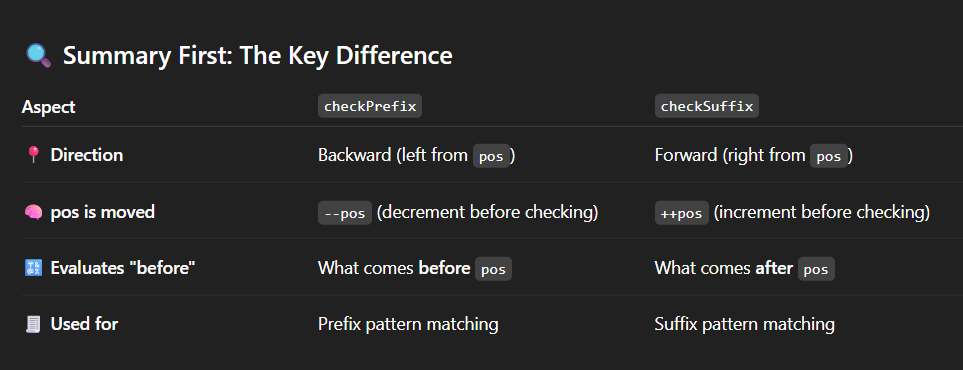 Summary First: The Key Difference
Aspect checkPrefix checkSuffix
Direction Backward (left from pos) Forward (right from pos)
pos is moved --pos (decrement before checking) ++pos (increment before checking)
Evaluates "before" What comes before pos What comes after pos
Used for Prefix pattern matching Suffix pattern matching